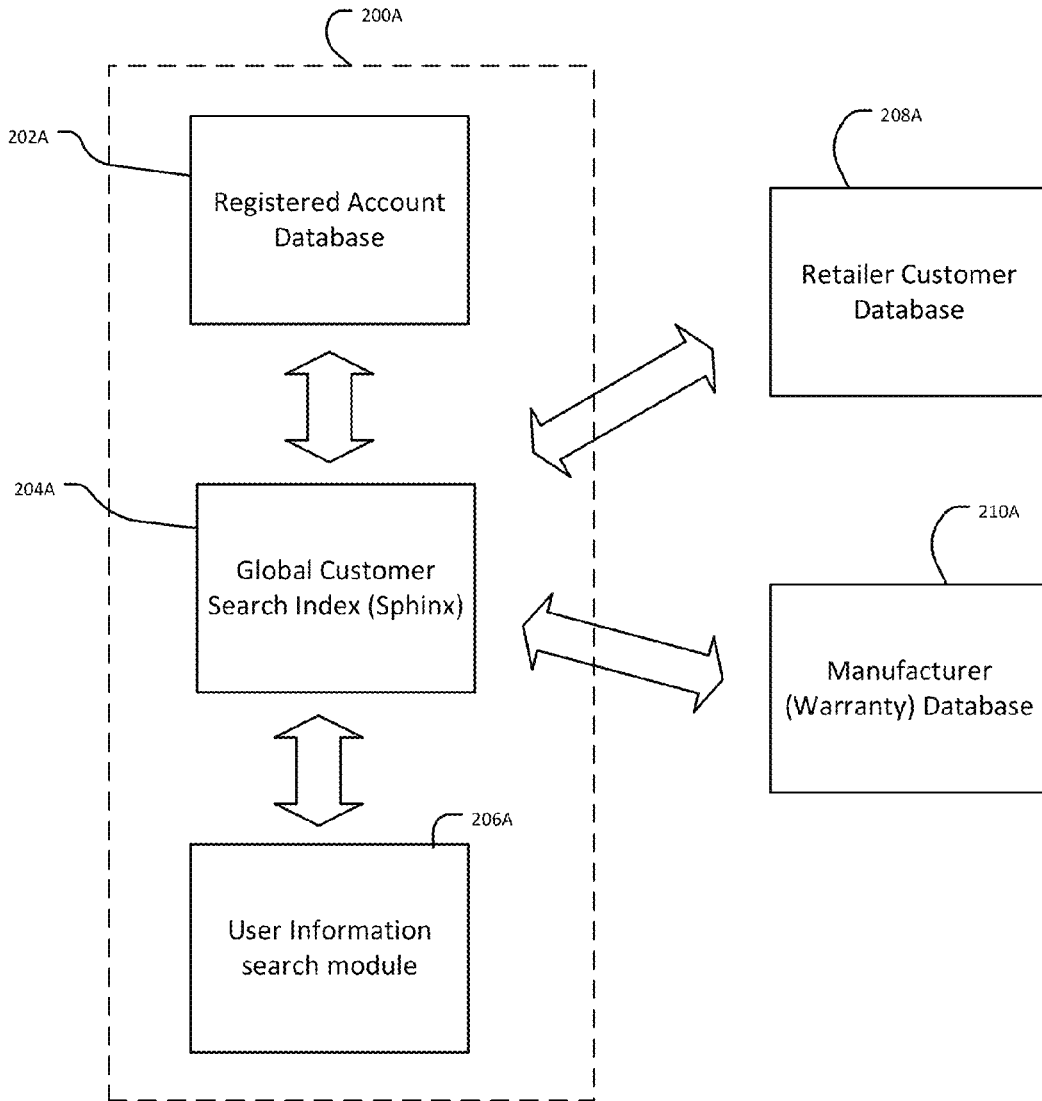 200A
202A
Registered Account
Database
208A
Retailer Customer
Database
204A
Global Customer
Search Index (Sphinx)
210A
Manufacturer
(Warranty) Database
206A
User Information
search module